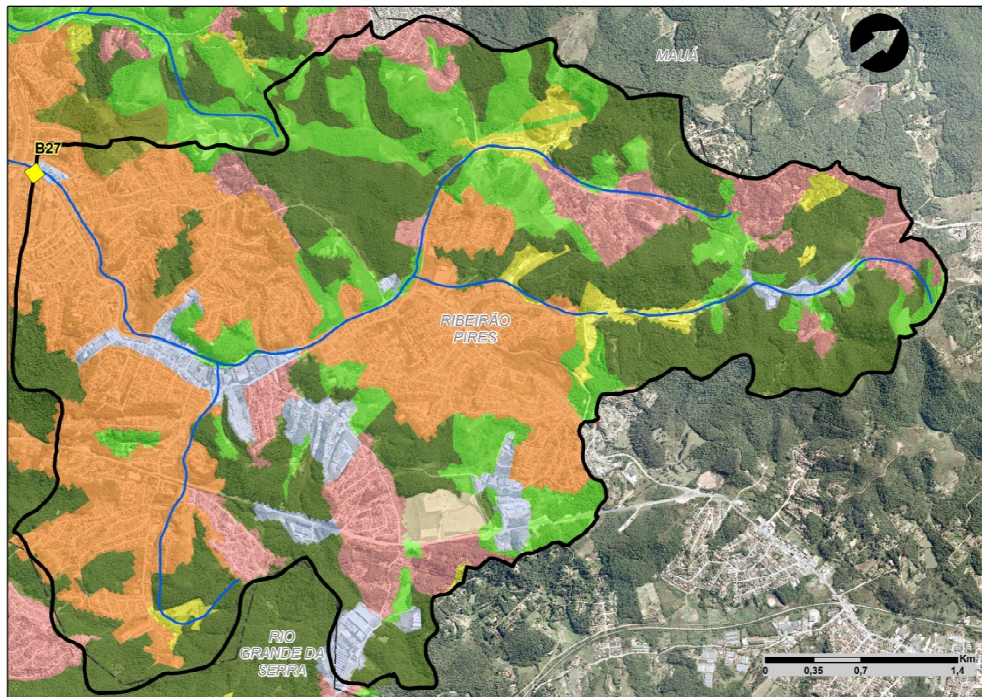 MAUÁ
B27
RIBEIRÃO
PIRES
RIO
GRANDE DA
SERRA
Km
0 0,35 0,7 1,4